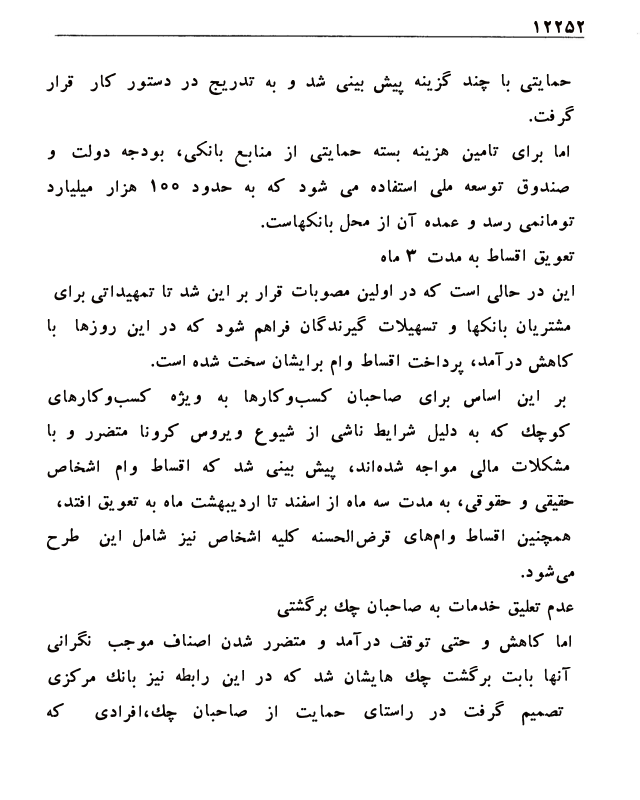 ۱۲۲۵۲
حمایتی با چند گزینه پیش بینی شد و به تدریج در دستور کار قرار
گرفت.
اما برای تامین هزینه بسته حمایتی از منابع بانکی، بودجه دولت و
صندوق توسعه ملی استفاده می شود که به حدود ۱۰۰ هزار میلیارد
تومانمی رسد و عمده آن از محل بانکهاست.
تعویق اقساط به مدت ۳ ماه
این در حالی است که در اولین مصوبات قرار بر این شد تا تمهیداتی برای
مشتریان بانکها و تسهیلات گیرندگان فراهم شود که در این روزها با
کاهش درآمد، پرداخت اقساط وام برایشان سخت شده است.
بر این اساس برای صاحبان کسب‌وکارها به ویژه کسب‌وکارهای
کوچك که به دلیل شرایط ناشی از شیوع ویروس کرونا متضرر و با
مشکلات مالی مواجه شده‌اند، پیش بینی شد که اقساط وام اشخاص
حقیقی و حقوقی، به مدت سه ماه از اسفند تا اردیبهشت ماه به تعویق افتد،
همچنین اقساط وام‌های قرض‌الحسنه کلیه اشخاص نیز شامل این طرح
می‌شود.
عدم تعلیق خدمات به صاحبان چك برگشتی
اما کاهش و حتی توقف درآمد و متضرر شدن اصناف موجب نگرانی
آنها بابت برگشت چك هایشان شد که در این رابطه نیز بانك مرکزی
تصمیم گرفت در راستای حمایت از صاحبان چك،افرادی که